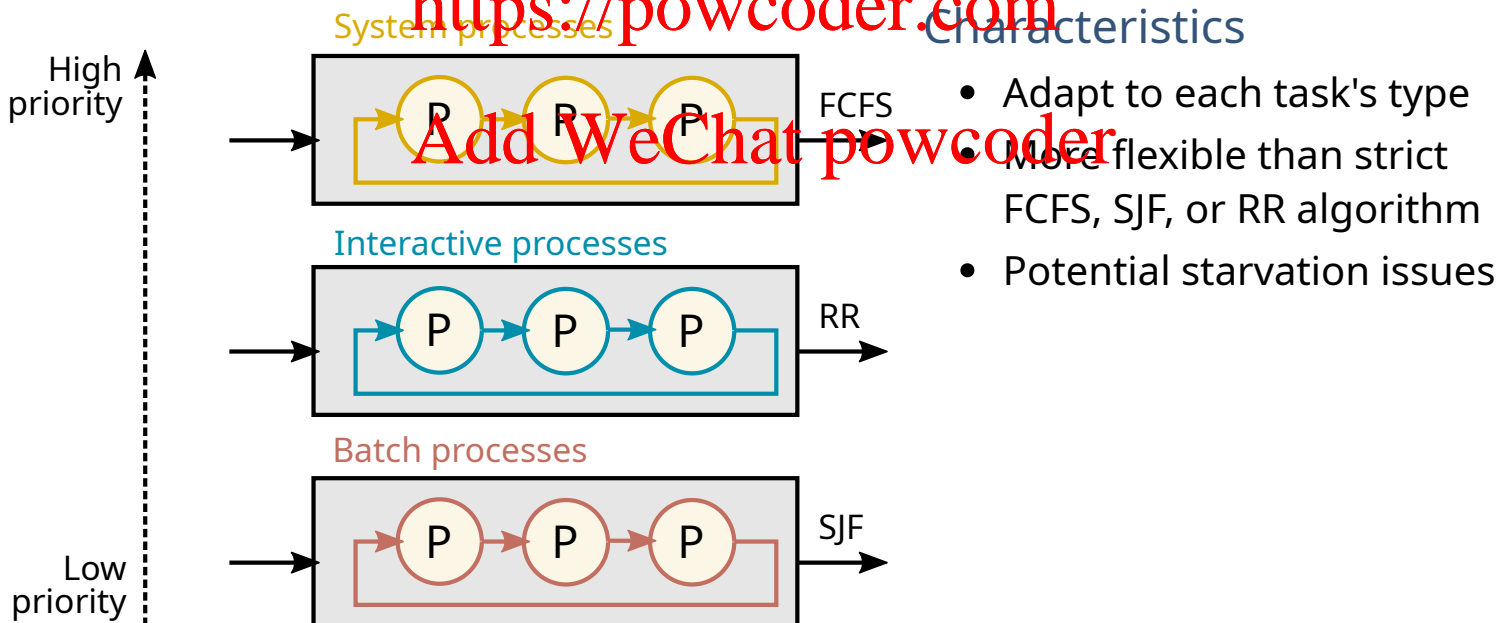 https://powcoder.com
System processes
High
priority
P P P
FCFS
Add WeChat powcoder
Interactive processes
P P P
RR
Batch processes
P P P
SJF
Low
priority
Characteristics
• Adapt to each task's type
• More flexible than strict
FCFS, SJF, or RR algorithm
• Potential starvation issues